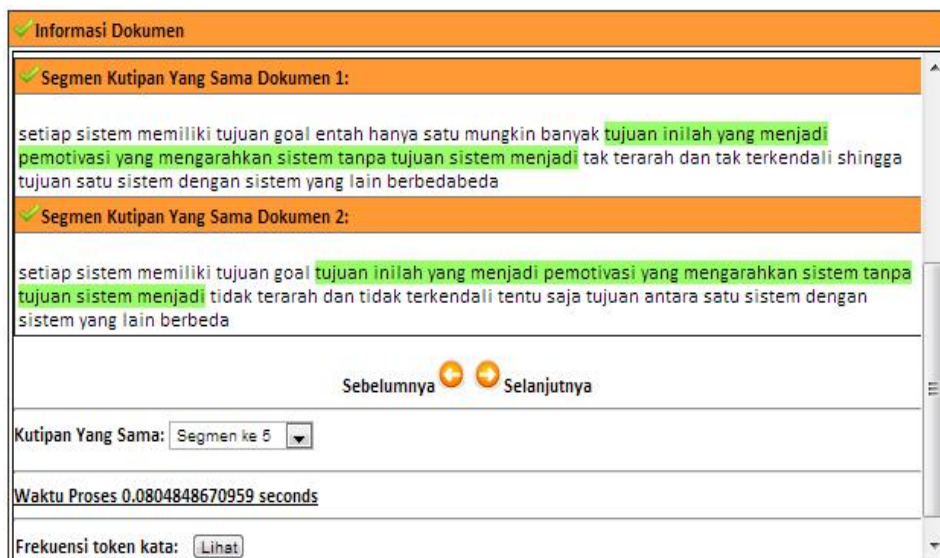 Informasi Dokumen
Segmen Kutipan Yang Sama Dokumen 1:
setiap sistem memiliki tujuan goal entah hanya satu mungkin banyak tujuan inilah yang menjadi
pemotivasi yang mengarahkan sistem tanpa tujuan sistem menjadi tak terarah dan tak terkendali shingga
tujuan satu sistem dengan sistem yang lain berbedabeda
Segmen Kutipan Yang Sama Dokumen 2:
setiap sistem memiliki tujuan goal tujuan inilah yang menjadi pemotivasi yang mengarahkan sistem tanpa
tujuan sistem menjadi tidak terarah dan tidak terkendali tentu saja tujuan antara satu sistem dengan
sistem yang lain berbeda
Sebelumnya Selanjutnya
Kutipan Yang Sama: Segmen ke 5
Waktu Proses 0.0804848670959 seconds
Frekuensi token kata: Lihat